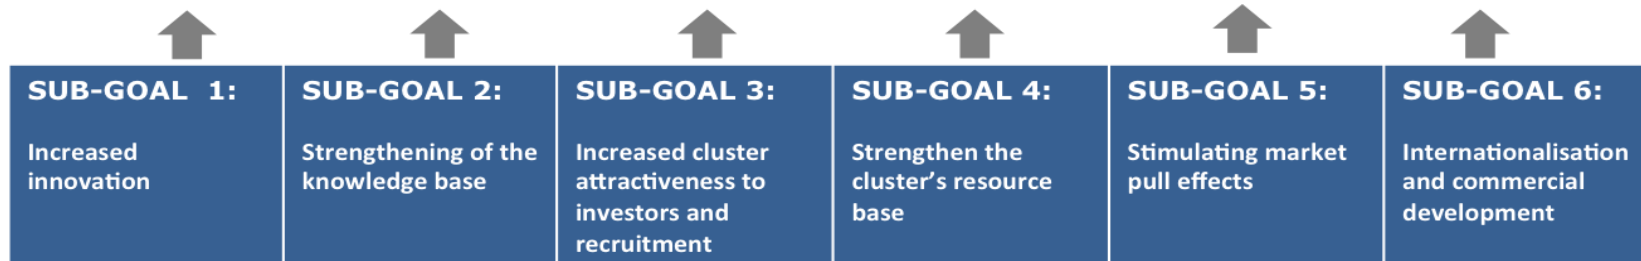 SUB-GOAL 1:
Increased
innovation
SUB-GOAL 2:
Strengthening of the
knowledge base
SUB-GOAL 3:
Increased cluster
attractiveness to
investors and
recruitment
SUB-GOAL 4:
Strengthen the
cluster's resource
base
SUB-GOAL 5:
Stimulating market
pull effects
SUB-GOAL 6:
Internationalisation
and commercial
development